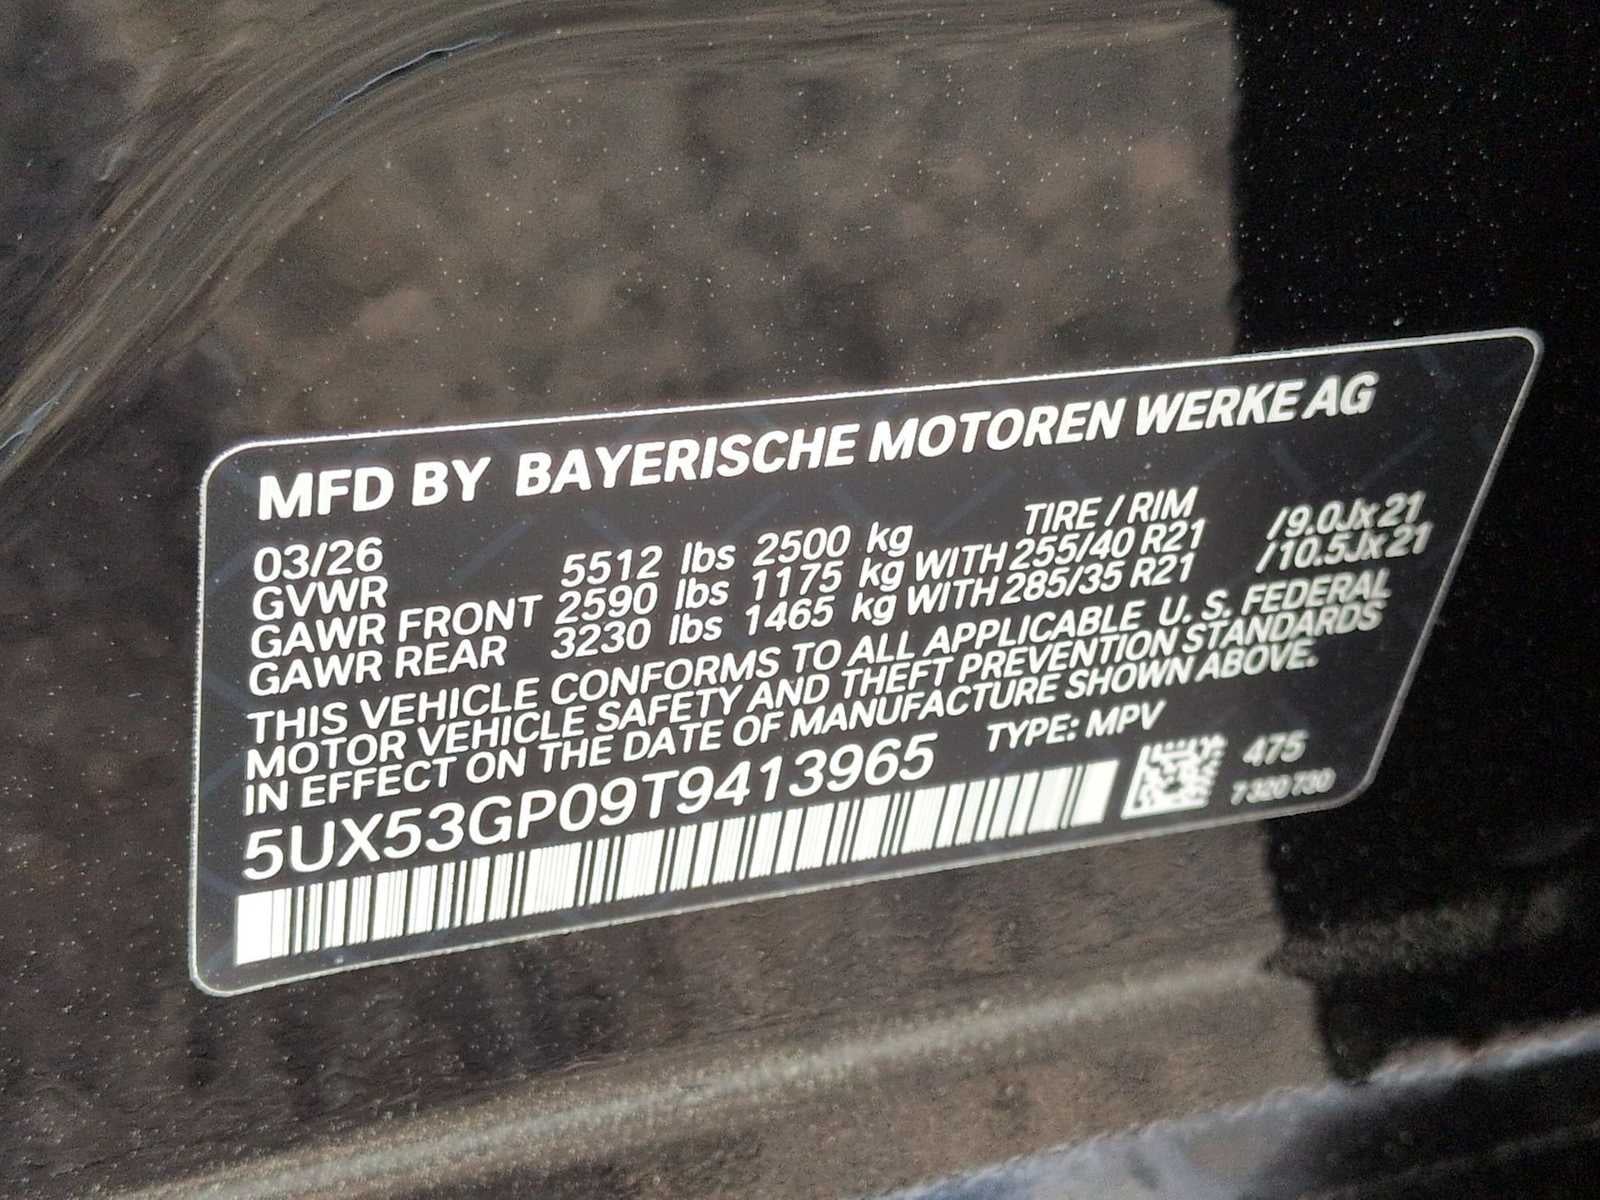 MFD BY BAYERISCHE MOTOREN WERKE AG
03/26 TIRE / RIM
GVWR 5512 lbs 2500 kg
GAWR FRONT 2590 lbs 1175 kg WITH 255/40 R21 /9.0Jx21
GAWR REAR 3230 lbs 1465 kg WITH 285/35 R21 /10.5Jx21
THIS VEHICLE CONFORMS TO ALL APPLICABLE U. S. FEDERAL
MOTOR VEHICLE SAFETY AND THEFT PREVENTION STANDARDS
IN EFFECT ON THE DATE OF MANUFACTURE SHOWN ABOVE.
5UX53GP09T9413965 TYPE: MPV
475
7 320 730